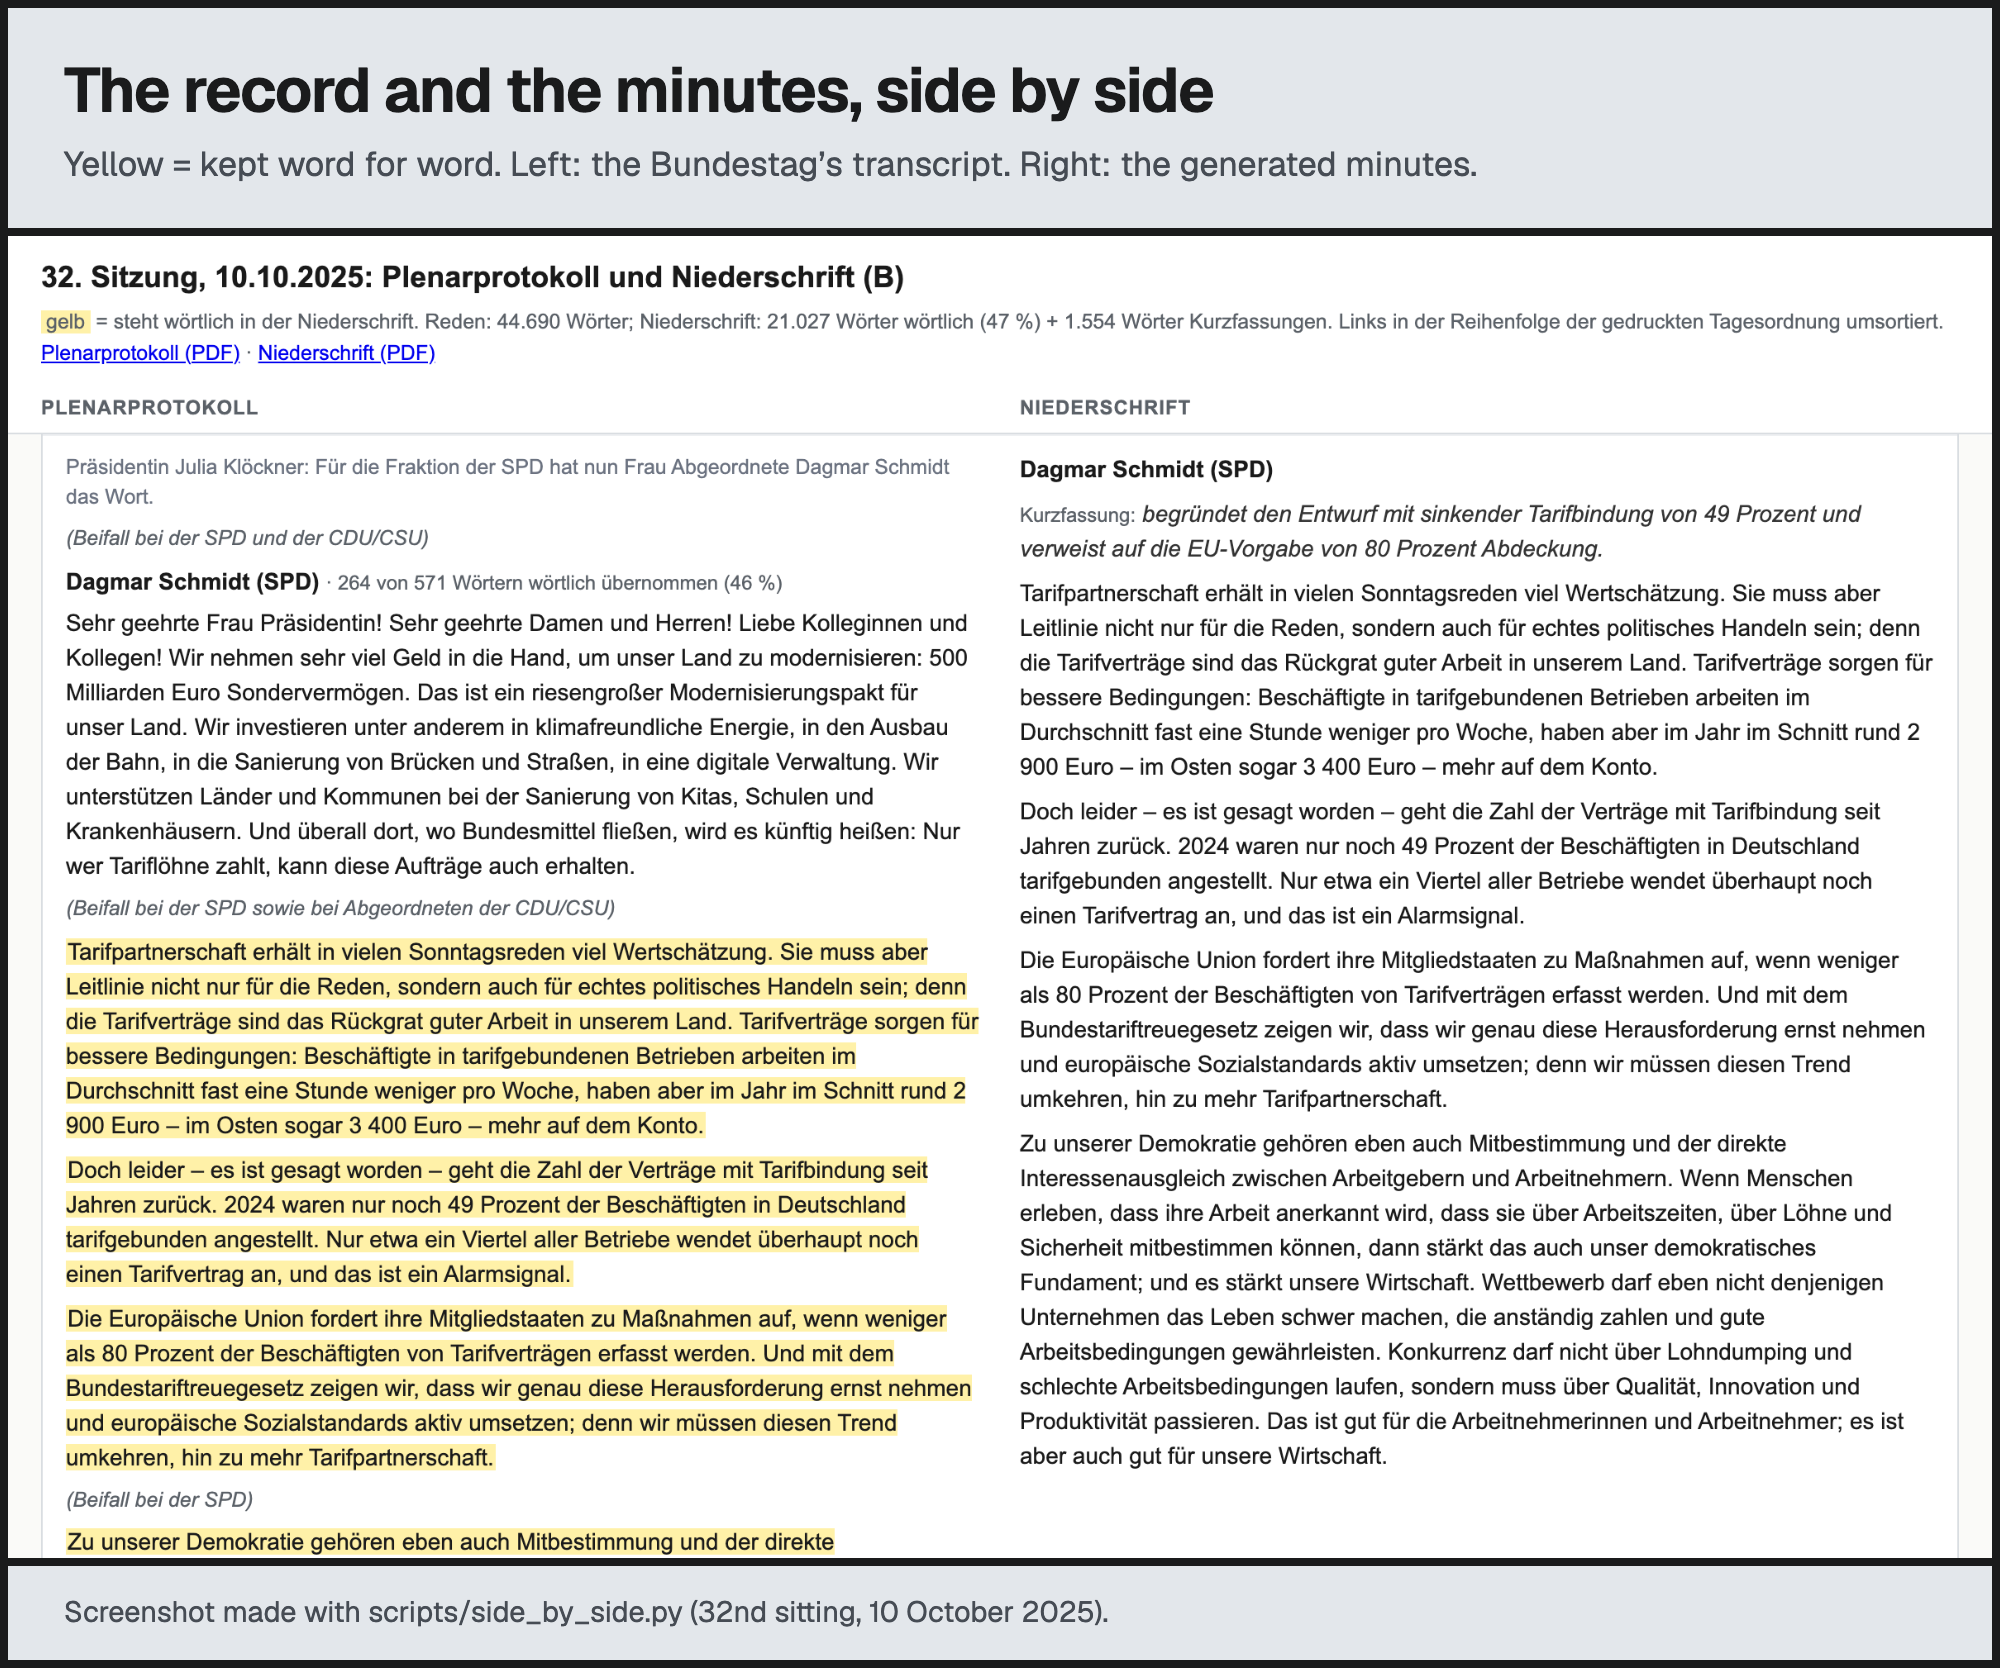 The record and the minutes, side by side
Yellow = kept word for word. Left: the Bundestag’s transcript. Right: the generated minutes.
32. Sitzung, 10.10.2025: Plenarprotokoll und Niederschrift (B)
gelb = steht wörtlich in der Niederschrift. Reden: 44.690 Wörter; Niederschrift: 21.027 Wörter wörtlich (47 %) + 1.554 Wörter Kurzfassungen. Links in der Reihenfolge der gedruckten Tagesordnung umsortiert.
Plenarprotokoll (PDF) · Niederschrift (PDF)
PLENARPROTOKOLL
Präsidentin Julia Klöckner: Für die Fraktion der SPD hat nun Frau Abgeordnete Dagmar Schmidt
das Wort.
(Beifall bei der SPD und der CDU/CSU)
Dagmar Schmidt (SPD) · 264 von 571 Wörtern wörtlich übernommen (46 %)
Sehr geehrte Frau Präsidentin! Sehr geehrte Damen und Herren! Liebe Kolleginnen und
Kollegen! Wir nehmen sehr viel Geld in die Hand, um unser Land zu modernisieren: 500
Milliarden Euro Sondervermögen. Das ist ein riesengroßer Modernisierungspakt für
unser Land. Wir investieren unter anderem in klimafreundliche Energie, in den Ausbau
der Bahn, in die Sanierung von Brücken und Straßen, in eine digitale Verwaltung. Wir
unterstützen Länder und Kommunen bei der Sanierung von Kitas, Schulen und
Krankenhäusern. Und überall dort, wo Bundesmittel fließen, wird es künftig heißen: Nur
wer Tariflöhne zahlt, kann diese Aufträge auch erhalten.
(Beifall bei der SPD sowie bei Abgeordneten der CDU/CSU)
Tarifpartnerschaft erhält in vielen Sonntagsreden viel Wertschätzung. Sie muss aber
Leitlinie nicht nur für die Reden, sondern auch für echtes politisches Handeln sein; denn
die Tarifverträge sind das Rückgrat guter Arbeit in unserem Land. Tarifverträge sorgen für
bessere Bedingungen: Beschäftigte in tarifgebundenen Betrieben arbeiten im
Durchschnitt fast eine Stunde weniger pro Woche, haben aber im Jahr im Schnitt rund 2
900 Euro – im Osten sogar 3 400 Euro – mehr auf dem Konto.
Doch leider – es ist gesagt worden – geht die Zahl der Verträge mit Tarifbindung seit
Jahren zurück. 2024 waren nur noch 49 Prozent der Beschäftigten in Deutschland
tarifgebunden angestellt. Nur etwa ein Viertel aller Betriebe wendet überhaupt noch
einen Tarifvertrag an, und das ist ein Alarmsignal.
Die Europäische Union fordert ihre Mitgliedstaaten zu Maßnahmen auf, wenn weniger
als 80 Prozent der Beschäftigten von Tarifverträgen erfasst werden. Und mit dem
Bundestariftreuegesetz zeigen wir, dass wir genau diese Herausforderung ernst nehmen
und europäische Sozialstandards aktiv umsetzen; denn wir müssen diesen Trend
umkehren, hin zu mehr Tarifpartnerschaft.
(Beifall bei der SPD)
Zu unserer Demokratie gehören eben auch Mitbestimmung und der direkte
NIEDERSCHRIFT
Dagmar Schmidt (SPD)
Kurzfassung: begründet den Entwurf mit sinkender Tarifbindung von 49 Prozent und
verweist auf die EU-Vorgabe von 80 Prozent Abdeckung.
Tarifpartnerschaft erhält in vielen Sonntagsreden viel Wertschätzung. Sie muss aber
Leitlinie nicht nur für die Reden, sondern auch für echtes politisches Handeln sein; denn
die Tarifverträge sind das Rückgrat guter Arbeit in unserem Land. Tarifverträge sorgen für
bessere Bedingungen: Beschäftigte in tarifgebundenen Betrieben arbeiten im
Durchschnitt fast eine Stunde weniger pro Woche, haben aber im Jahr im Schnitt rund 2
900 Euro – im Osten sogar 3 400 Euro – mehr auf dem Konto.
Doch leider – es ist gesagt worden – geht die Zahl der Verträge mit Tarifbindung seit
Jahren zurück. 2024 waren nur noch 49 Prozent der Beschäftigten in Deutschland
tarifgebunden angestellt. Nur etwa ein Viertel aller Betriebe wendet überhaupt noch
einen Tarifvertrag an, und das ist ein Alarmsignal.
Die Europäische Union fordert ihre Mitgliedstaaten zu Maßnahmen auf, wenn weniger
als 80 Prozent der Beschäftigten von Tarifverträgen erfasst werden. Und mit dem
Bundestariftreuegesetz zeigen wir, dass wir genau diese Herausforderung ernst nehmen
und europäische Sozialstandards aktiv umsetzen; denn wir müssen diesen Trend
umkehren, hin zu mehr Tarifpartnerschaft.
Zu unserer Demokratie gehören eben auch Mitbestimmung und der direkte
Interessenausgleich zwischen Arbeitgebern und Arbeitnehmern. Wenn Menschen
erleben, dass ihre Arbeit anerkannt wird, dass sie über Arbeitszeiten, über Löhne und
Sicherheit mitbestimmen können, dann stärkt das auch unser demokratisches
Fundament; und es stärkt unsere Wirtschaft. Wettbewerb darf eben nicht denjenigen
Unternehmen das Leben schwer machen, die anständig zahlen und gute
Arbeitsbedingungen gewährleisten. Konkurrenz darf nicht über Lohndumping und
schlechte Arbeitsbedingungen laufen, sondern muss über Qualität, Innovation und
Produktivität passieren. Das ist gut für die Arbeitnehmerinnen und Arbeitnehmer; es ist
aber auch gut für unsere Wirtschaft.
Screenshot made with scripts/side_by_side.py (32nd sitting, 10 October 2025).